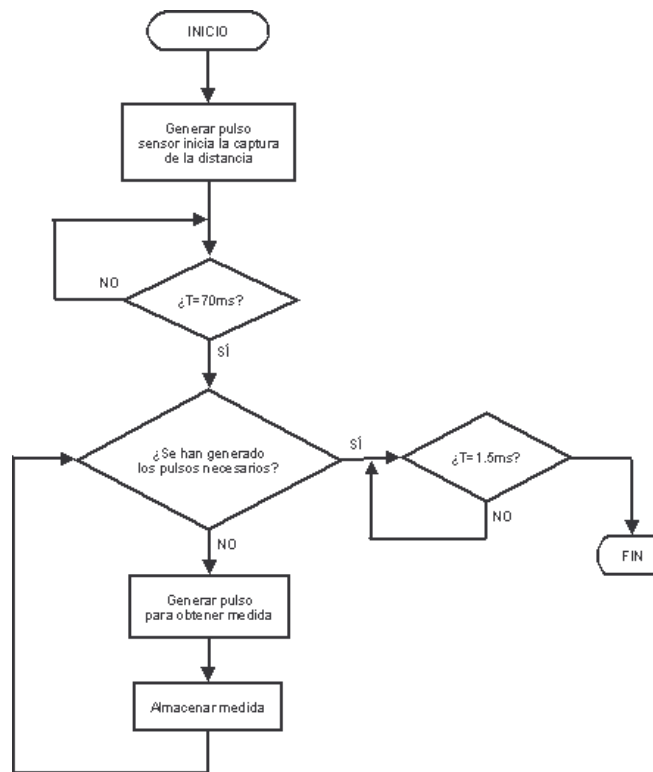 INICIO
Generar pulso
sensor inicia la captura
de la distancia
NO
¿T=70ms?
SÍ
¿Se han generado
los pulsos necesarios?
SÍ
¿T=1.5ms?
NO
NO
FIN
Generar pulso
para obtener medida
Almacenar medida